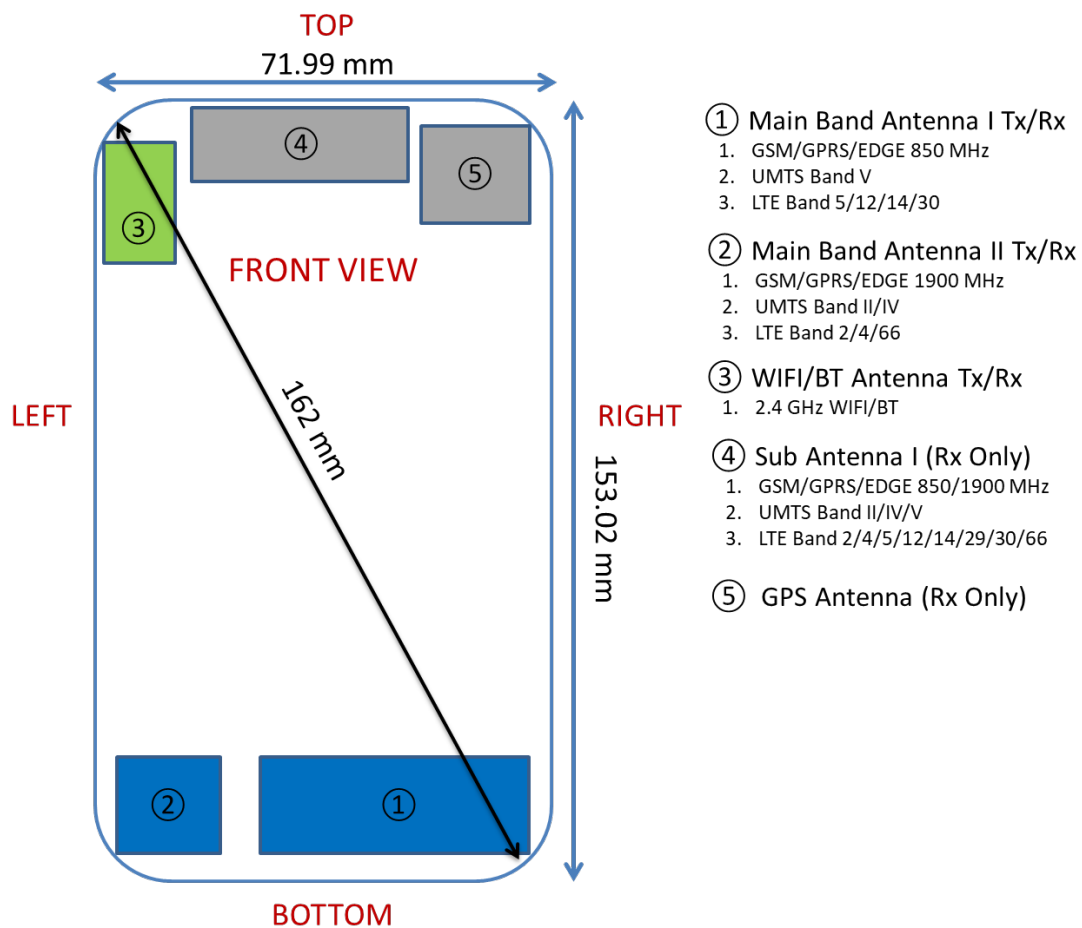 TOP
71.99 mm
④
⑤
③
FRONT VIEW
162 mm
LEFT
RIGHT
153.02 mm
②
①
BOTTOM
① Main Band Antenna I Tx/Rx
1. GSM/GPRS/EDGE 850 MHz
2. UMTS Band V
3. LTE Band 5/12/14/30
② Main Band Antenna II Tx/Rx
1. GSM/GPRS/EDGE 1900 MHz
2. UMTS Band II/IV
3. LTE Band 2/4/66
③ WIFI/BT Antenna Tx/Rx
1. 2.4 GHz WIFI/BT
④ Sub Antenna I (Rx Only)
1. GSM/GPRS/EDGE 850/1900 MHz
2. UMTS Band II/IV/V
3. LTE Band 2/4/5/12/14/29/30/66
⑤ GPS Antenna (Rx Only)